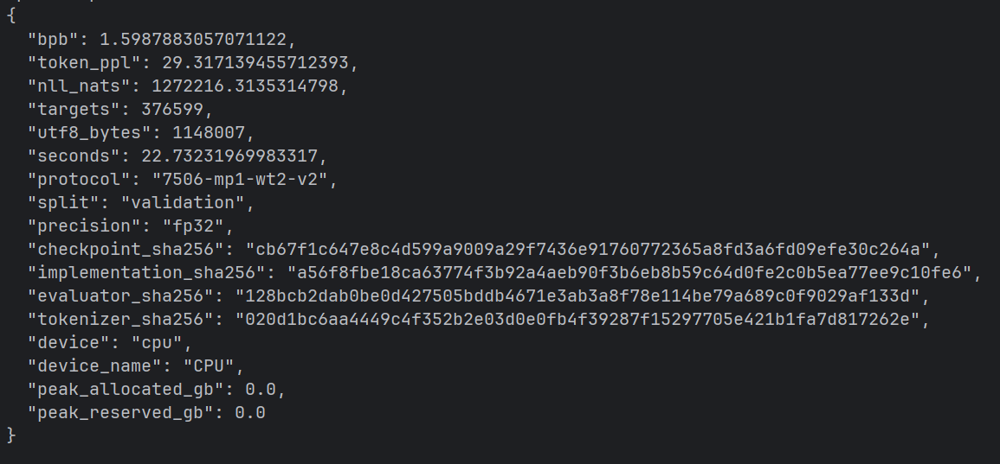 {
  "bpb": 1.5987883057071122,
  "token_ppl": 29.317139455712393,
  "nll_nats": 1272216.3135314798,
  "targets": 376599,
  "utf8_bytes": 1148007,
  "seconds": 22.73231969983317,
  "protocol": "7506-mp1-wt2-v2",
  "split": "validation",
  "precision": "fp32",
  "checkpoint_sha256": "cb67f1c647e8c4d599a9009a29f7436e91760772365a8fd3a6fd09efe30c264a",
  "implementation_sha256": "a56f8fbe18ca63774f3b92a4aeb90f3b6eb8b59c64d0fe2c0b5ea77ee9c10fe6",
  "evaluator_sha256": "128bcb2dab0be0d427505bddb4671e3ab3a8f78e114be79a689c0f9029af133d",
  "tokenizer_sha256": "020d1bc6aa4449c4f352b2e03d0e0fb4f39287f15297705e421b1fa7d817262e",
  "device": "cpu",
  "device_name": "CPU",
  "peak_allocated_gb": 0.0,
  "peak_reserved_gb": 0.0
}